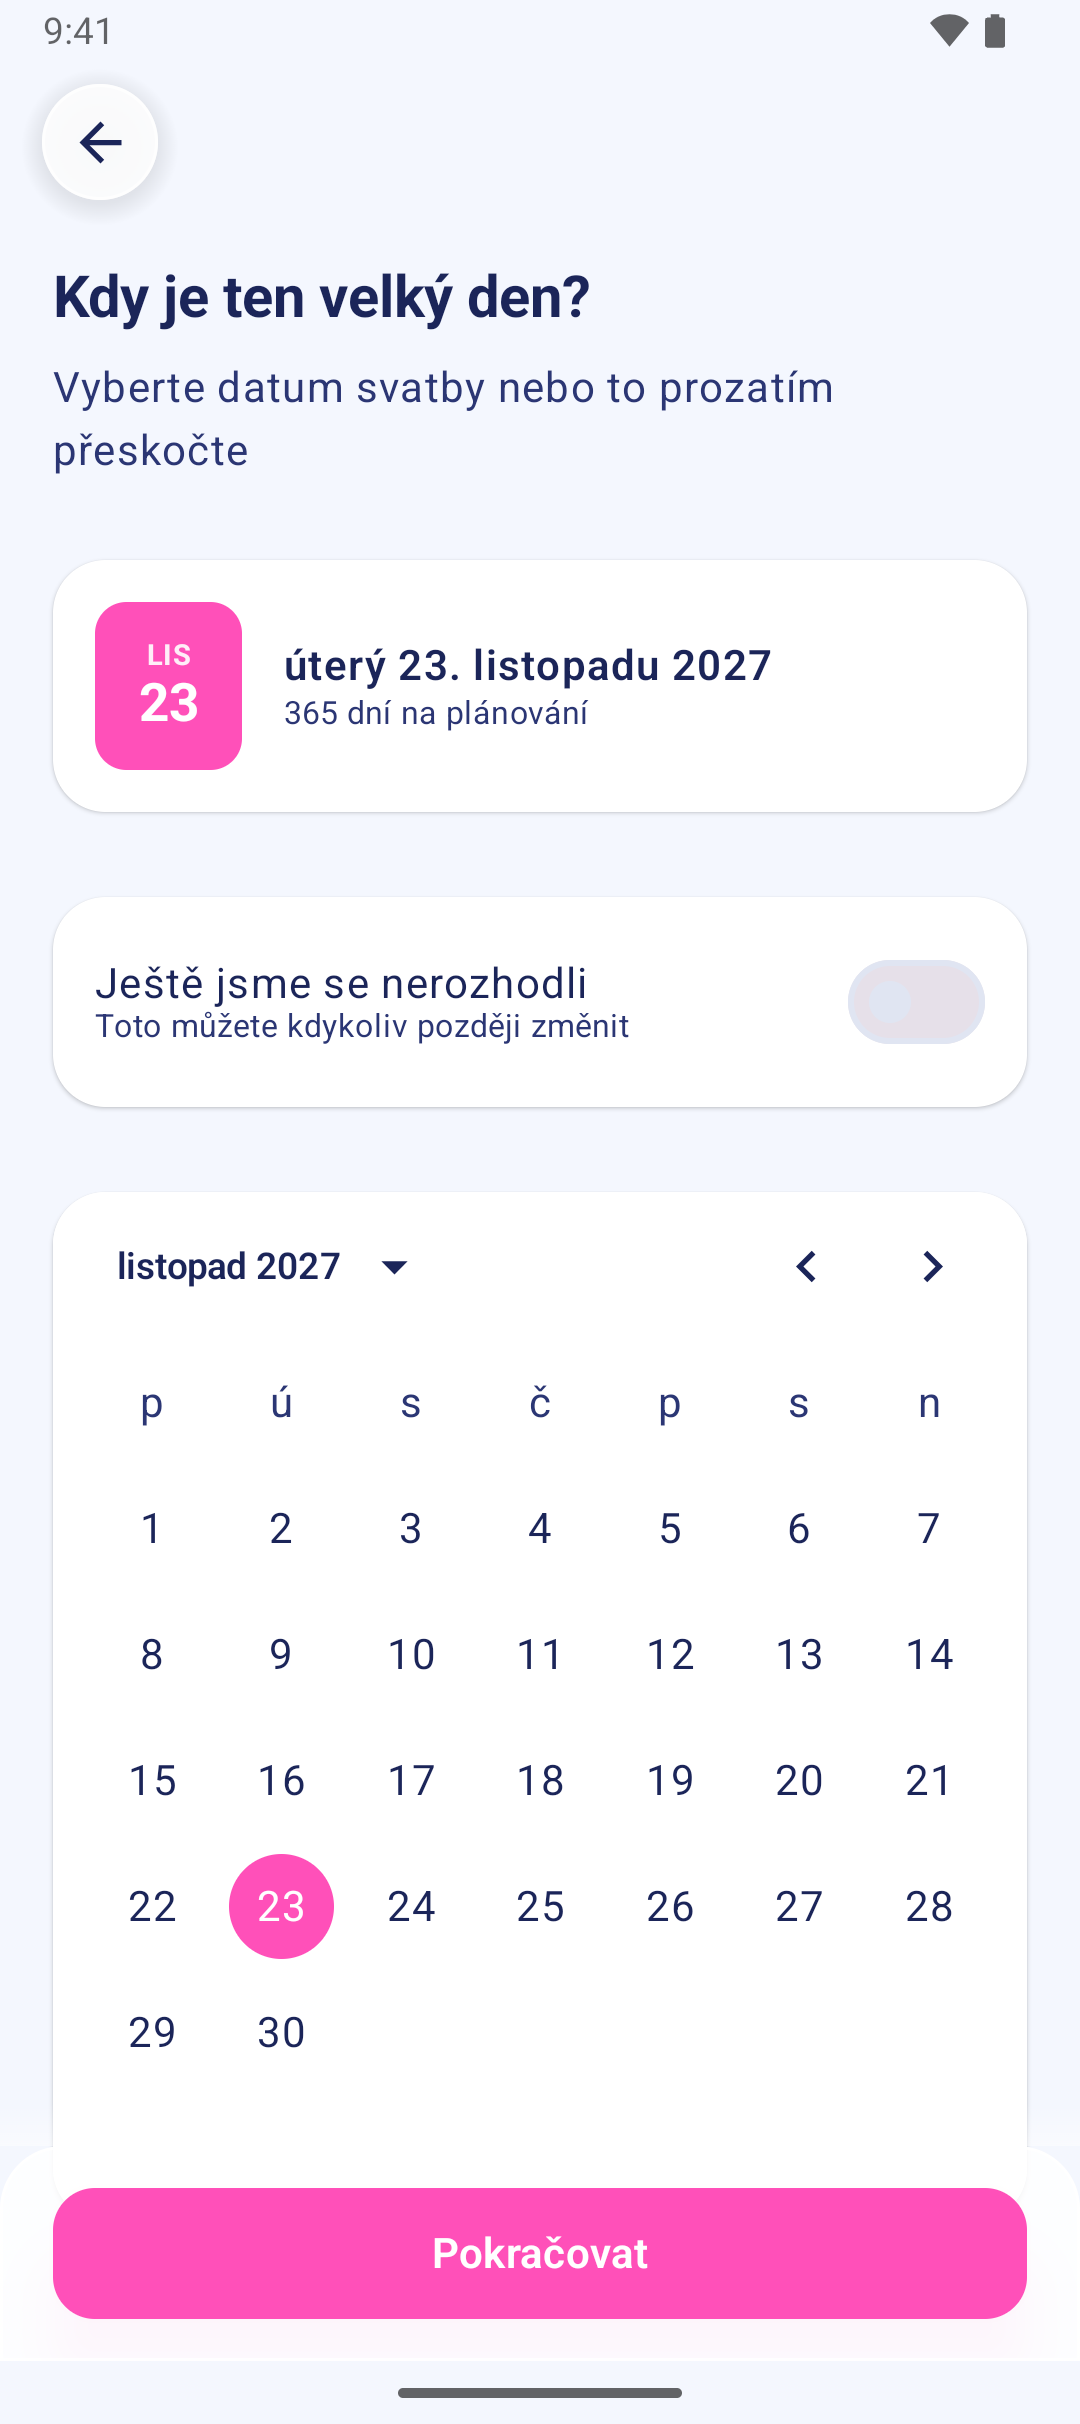 9:41
Kdy je ten velký den?
Vyberte datum svatby nebo to prozatím
přeskočte
LIS
23
úterý 23. listopadu 2027
365 dní na plánování
Ještě jsme se nerozhodli
Toto můžete kdykoliv později změnit
listopad 2027
p ú s č p s n
1 2 3 4 5 6 7
8 9 10 11 12 13 14
15 16 17 18 19 20 21
22 23 24 25 26 27 28
29 30
Pokračovat